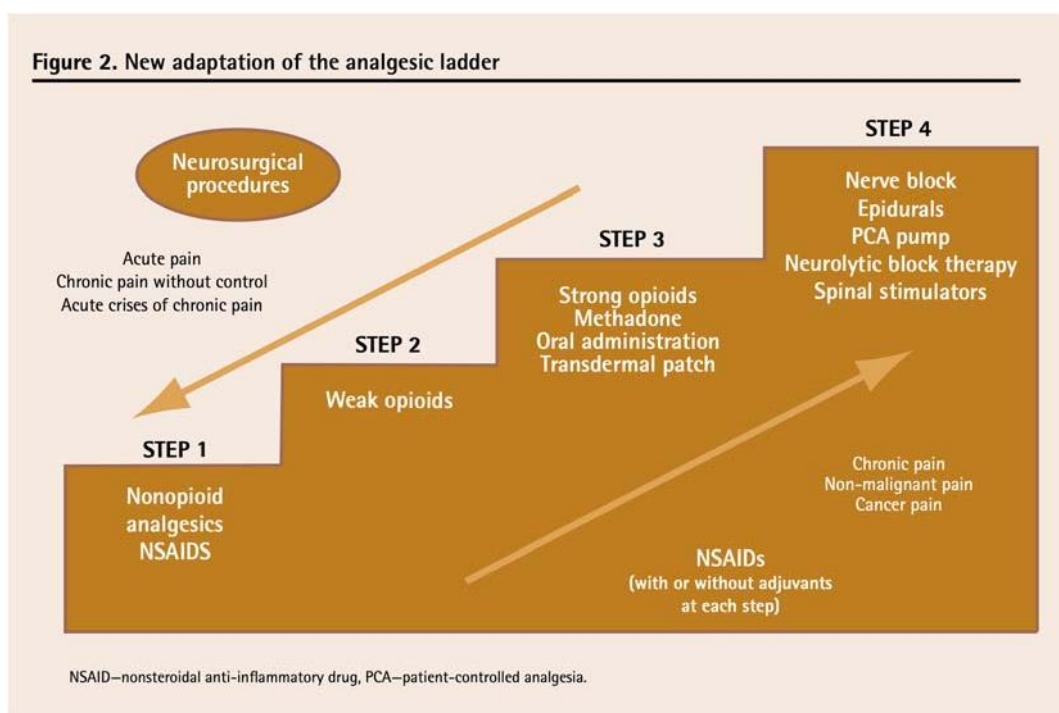 Figure 2. New adaptation of the analgesic ladder
Neurosurgical
procedures
Acute pain
Chronic pain without control
Acute crises of chronic pain
STEP 1
Nonopioid
analgesics
NSAIDS
STEP 2
Weak opioids
STEP 3
Strong opioids
Methadone
Oral administration
Transdermal patch
STEP 4
Nerve block
Epidurals
PCA pump
Neurolytic block therapy
Spinal stimulators
Chronic pain
Non-malignant pain
Cancer pain
NSAIDs
(with or without adjuvants
at each step)
NSAID—nonsteroidal anti-inflammatory drug, PCA—patient-controlled analgesia.